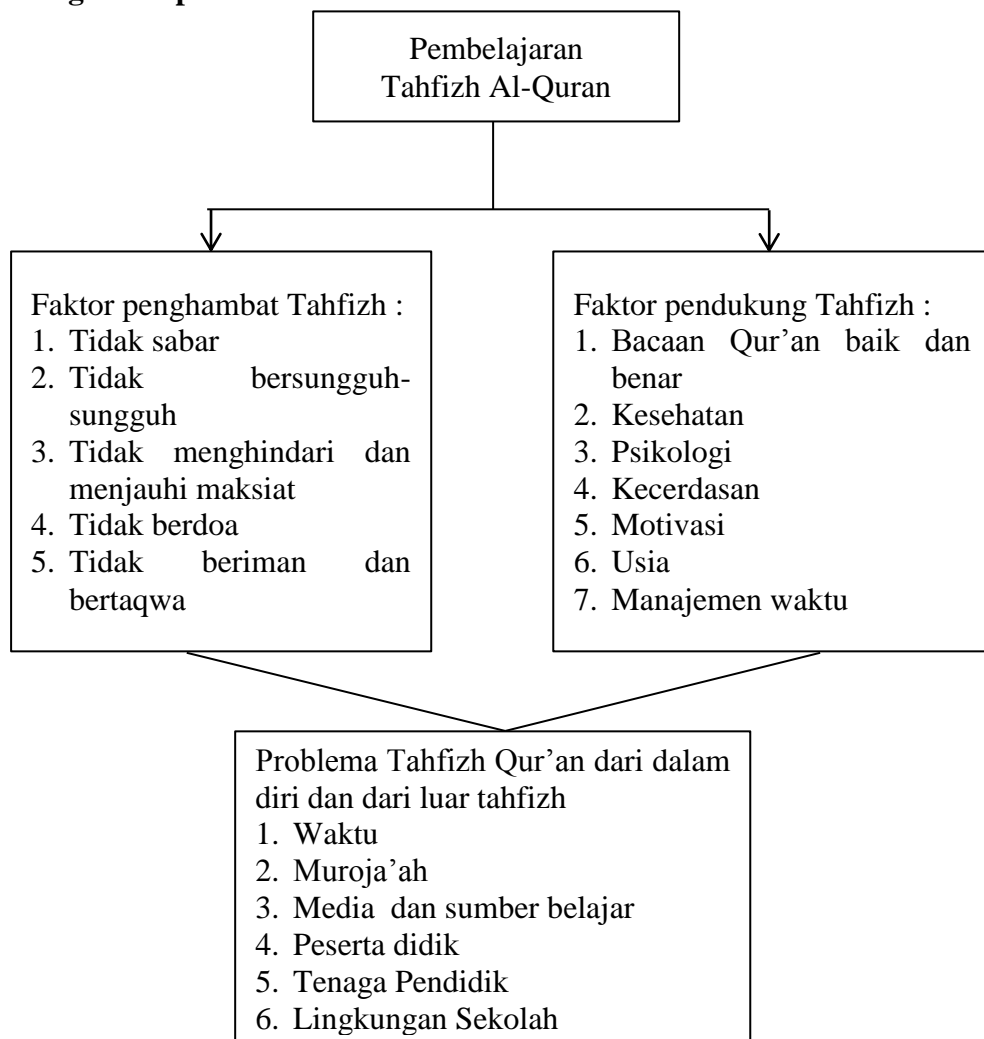 Pembelajaran
Tahfizh Al-Quran
Faktor penghambat Tahfizh :
1. Tidak sabar
2. Tidak bersungguh-
sungguh
3. Tidak menghindari dan
menjauhi maksiat
4. Tidak berdoa
5. Tidak beriman dan
bertaqwa
Faktor pendukung Tahfizh :
1. Bacaan Qur’an baik dan
benar
2. Kesehatan
3. Psikologi
4. Kecerdasan
5. Motivasi
6. Usia
7. Manajemen waktu
Problema Tahfizh Qur’an dari dalam
diri dan dari luar tahfizh
1. Waktu
2. Muroja’ah
3. Media dan sumber belajar
4. Peserta didik
5. Tenaga Pendidik
6. Lingkungan Sekolah